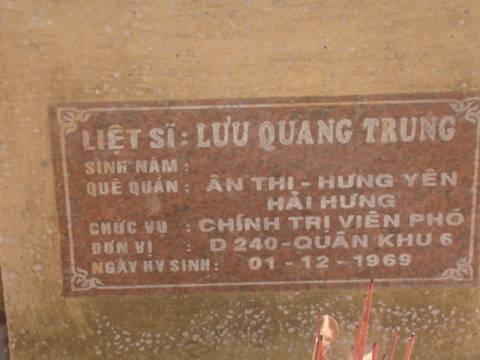 LIỆT SĨ : LƯU QUANG TRUNG
SINH NĂM :
QUÊ QUÁN : ÂN THI - HƯNG YÊN
HẢI HƯNG
CHỨC VỤ : CHÍNH TRỊ VIÊN PHÓ
ĐƠN VỊ : D 240 - QUÂN KHU 6
NGÀY HY SINH : 01 - 12 - 1969